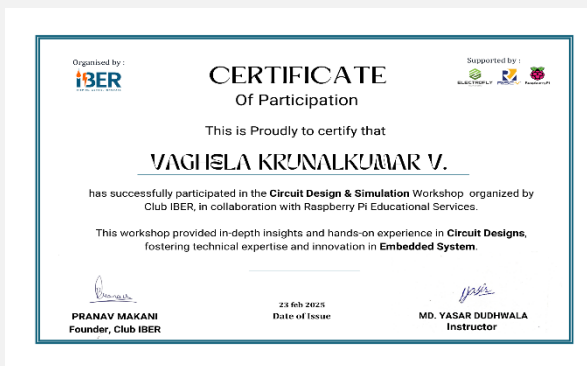 Organised by :
IBER
Supported by :
ELECTROFLY
CERTIFICATE
Of Participation
This is Proudly to certify that
VAGHELA KRUNALKUMAR V.
has successfully participated in the Circuit Design & Simulation Workshop organized by
Club IBER, in collaboration with Raspberry Pi Educational Services.
This workshop provided in-depth insights and hands-on experience in Circuit Designs,
fostering technical expertise and innovation in Embedded System.
23 feb 2025
Date of Issue
PRANAV MAKANI
Founder, Club IBER
MD. YASAR DUDHWALA
Instructor